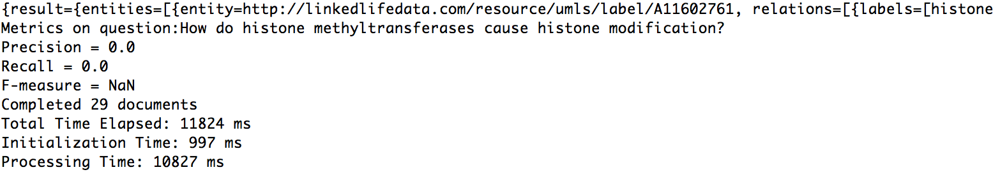 {result={entities=[{entity=http://linkedlifedata.com/resource/umls/label/A11602761, relations=[{labels=[histone
Metrics on question:How do histone methyltransferases cause histone modification?
Precision = 0.0
Recall = 0.0
F-measure = NaN
Completed 29 documents
Total Time Elapsed: 11824 ms
Initialization Time: 997 ms
Processing Time: 10827 ms